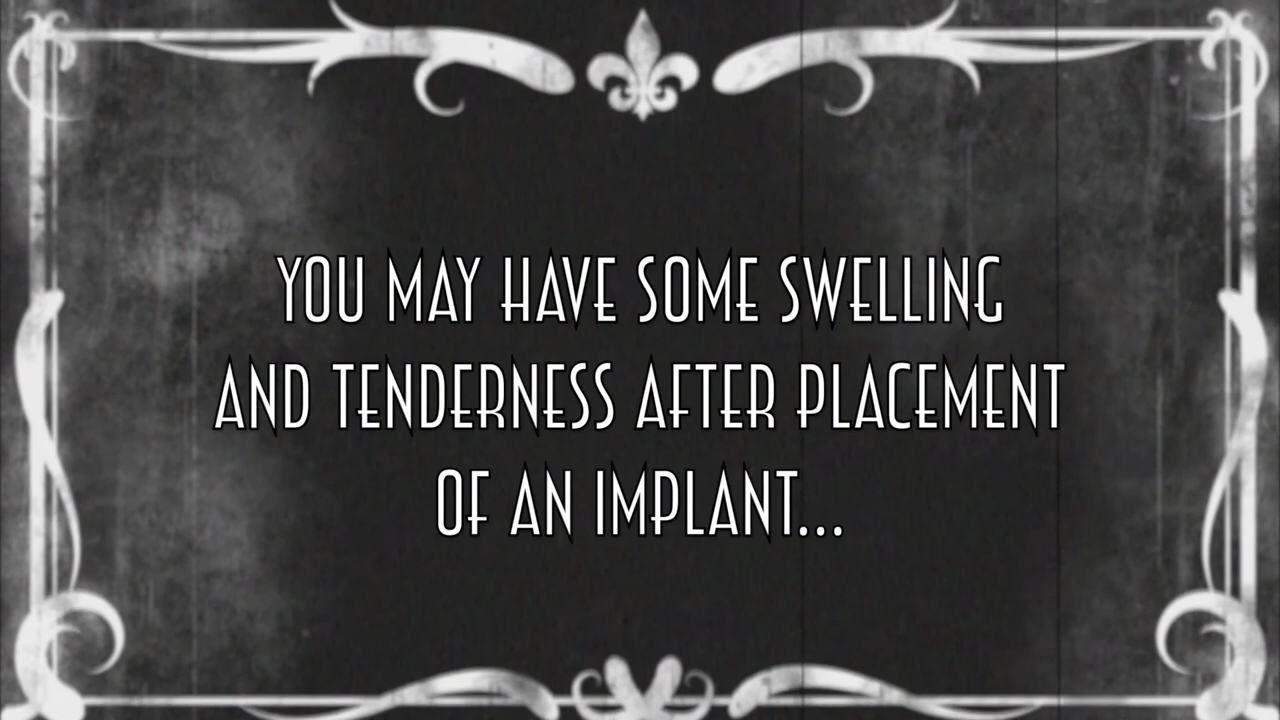 YOU MAY HAVE SOME SWELLING
AND TENDERNESS AFTER PLACEMENT
OF AN IMPLANT...